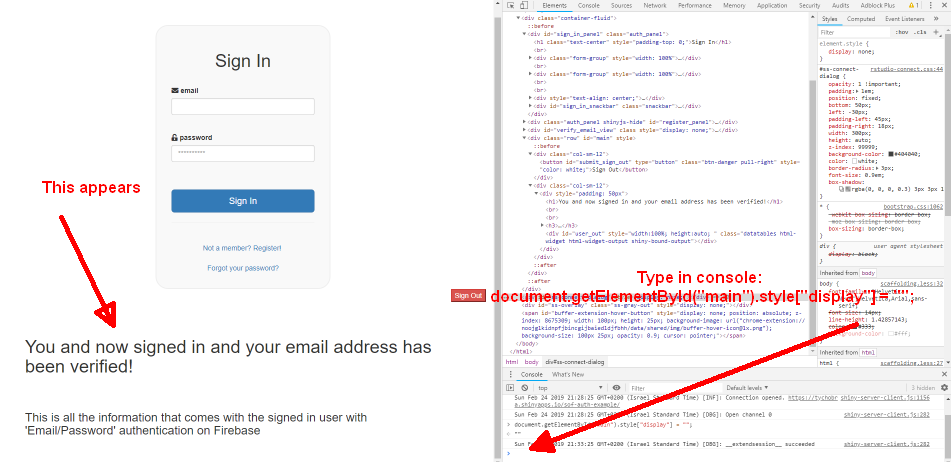 Sign In
email
password
Sign In
Not a member? Register!
Forgot your password?
This appears
Sign Out
You and now signed in and your email address has
been verified!
This is all the information that comes with the signed in user with
'Email/Password' authentication on Firebase
Elements Console Sources Network Performance Memory Application Security Audits Adblock Plus 1
<div class="container-fluid">
::before
<div id="sign_in_panel" class="auth_panel">
<h1 class="text-center" style="padding-top: 0;">Sign In</h1>
<br>
<div class="form-group" style="width: 100%">…</div>
<br>
<div class="form-group" style="width: 100%">…</div>
<br>
<br>
<div style="text-align: center;">…</div>
<div id="sign_in_snackbar" class="snackbar">…</div>
</div>
<div class="auth_panel shinyjs-hide" id="register_panel">…</div>
<div id="verify_email_view" class style="display: none;">…</div>
<div class="row" id="main" style>
::before
<div class="col-sm-12">
<button id="submit_sign_out" type="button" class="btn-danger pull-right" style=
"color: white;">Sign Out</button>
</div>
<div class="col-sm-12">
<div style="padding: 50px">
<h1>You and now signed in and your email address has been verified!</h1>
<br>
<br>
<h3>…</h3>
<div id="user_out" style="width:100%; height:auto; " class="datatables html-
widget html-widget-output shiny-bound-output"></div>
</div>
</div>
::after
</div>
::after
</div>
Type in console:
document.getElementById("main").style["display"]= "";
<div id="ss-overlay" class="ss-gray-out" style="display: none;"></div>
<span id="buffer-extension-hover-button" style="display: none; position: absolute; z-
index: 8675309; width: 100px; height: 25px; background-image: url("chrome-extension://
noojglkidnpfjbincgijbaiedldjfbhh/data/shared/img/buffer-hover-icon@1x.png");
background-size: 100px 25px; opacity: 0.9; cursor: pointer;"></span>
</body>
</html>
html body div#ss-connect-dialog
Styles Computed Event Listeners
Filter :hov .cls
element.style {
display: none;
}
#ss-connect- rstudio-connect.css:44
dialog {
opacity: 1 !important;
padding: 1em;
position: fixed;
bottom: 50px;
left: -30px;
padding-left: 45px;
padding-right: 18px;
width: 300px;
height: auto;
z-index: 99999;
background-color: #404040;
color: white;
border-radius: 3px;
font-size: 0.9em;
box-shadow:
rgba(0, 0, 0, 0.3) 3px 3px 1
}
* { bootstrap.css:1062
-webkit-box-sizing: border-box;
-moz-box-sizing: border-box;
box-sizing: border-box;
}
div { user agent stylesheet
display: block;
}
Inherited from body
body { scaffolding.less:27
font-size: 14px;
line-height: 1.42857143;
}
Inherited from html
html { scaffolding.less:
Console What's New
top Filter Default levels 3 hidden
Sun Feb 24 2019 21:28:25 GMT+0200 (Israel Standard Time) [INF]: Connection opened. https://tychobr shiny-server-client.js:1156
a.shinyapps.io/sof-auth-example/
Sun Feb 24 2019 21:28:25 GMT+0200 (Israel Standard Time) [DBG]: Open channel 0 shiny-server-client.js:282
document.getElementById("main").style["display"] = "";
""
Sun Feb 24 2019 21:33:25 GMT+0200 (Israel Standard Time) [DBG]: __extendsession__ succeeded shiny-server-client.js:282